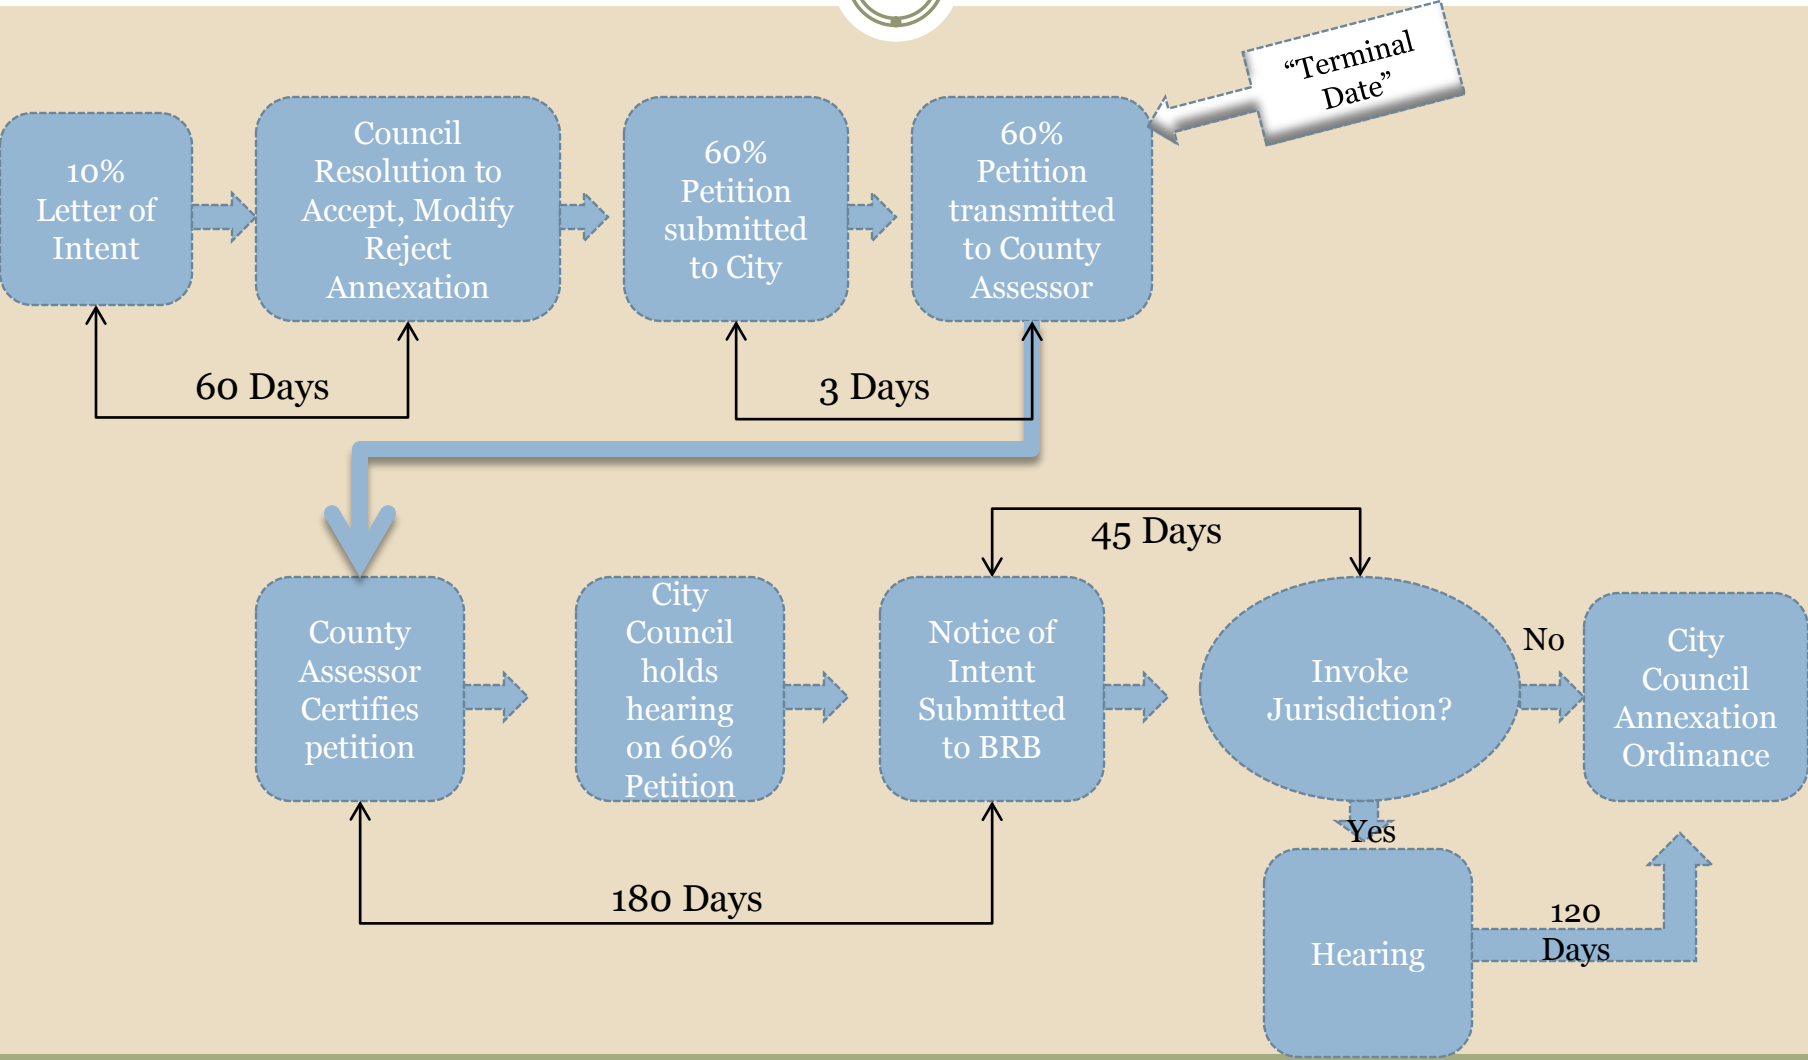 “Terminal
Date”
10%
Letter of
Intent
Council
Resolution to
Accept, Modify
Reject
Annexation
60%
Petition
submitted
to City
60%
Petition
transmitted
to County
Assessor
60 Days
3 Days
45 Days
County
Assessor
Certifies
petition
City
Council
holds
hearing
on 60%
Petition
Notice of
Intent
Submitted
to BRB
Invoke
Jurisdiction?
No
City
Council
Annexation
Ordinance
Yes
180 Days
Hearing
120
Days